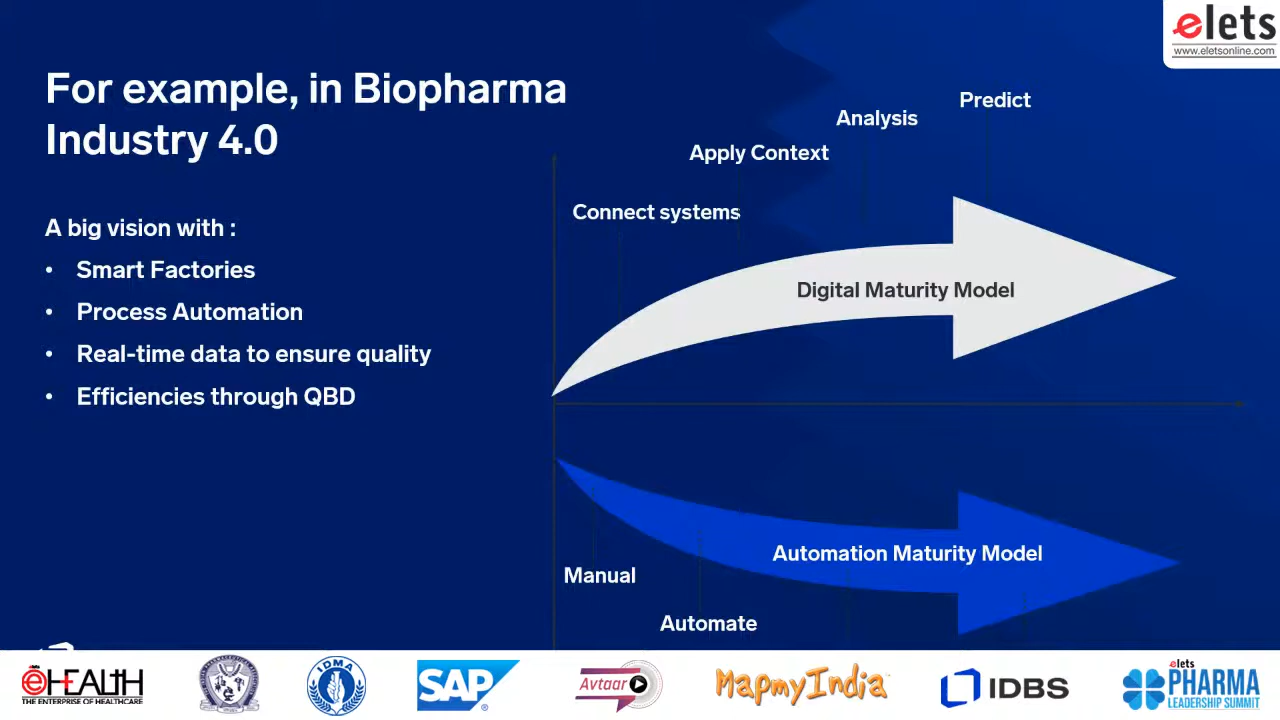 elets
www.eletsonline.com
For example, in Biopharma
Industry 4.0
A big vision with :
• Smart Factories
• Process Automation
• Real-time data to ensure quality
• Efficiencies through QBD
Connect systems
Apply Context
Analysis
Predict
Digital Maturity Model
Automation Maturity Model
Manual
Automate
elets
eHEALTH
THE ENTERPRISE OF HEALTHCARE
IDMA
SAP
Avtaar
MapmyIndia
IDBS
elets
PHARMA
LEADERSHIP SUMMIT